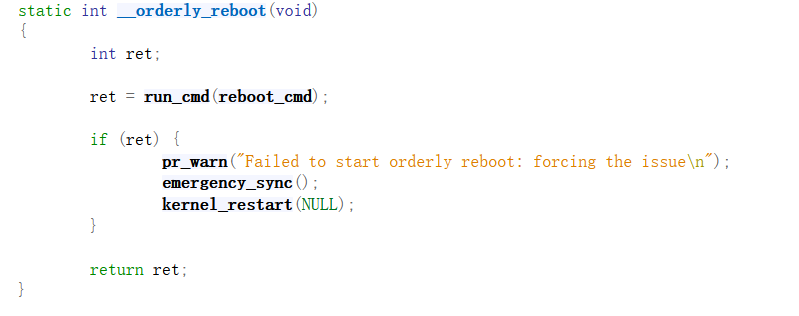 static int __orderly_reboot(void)
{
        int ret;

        ret = run_cmd(reboot_cmd);

        if (ret) {
                pr_warn("Failed to start orderly reboot: forcing the issue\n");
                emergency_sync();
                kernel_restart(NULL);
        }

        return ret;
}